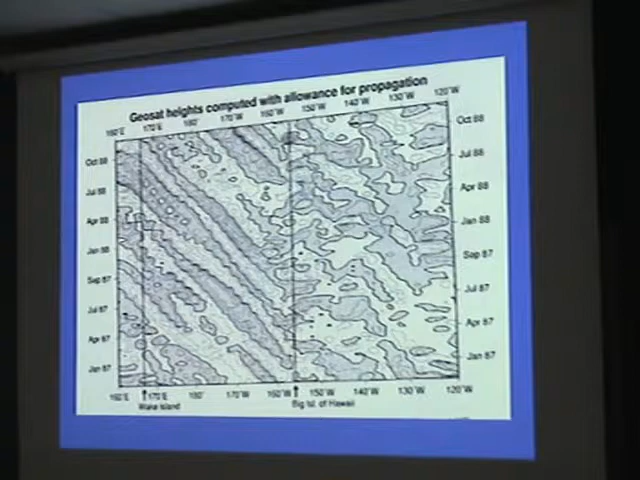 Geosat heights computed with allowance for propagation
160°E 170°E 180° 170°W 160°W 150°W 140°W 130°W 120°W
Oct 88 Oct 88
Jul 88 Jul 88
Apr 88 Apr 88
Jan 88 Jan 88
Sep 87 Sep 87
Jul 87 Jul 87
Apr 87 Apr 87
Jan 87 Jan 87
160°E 170°E 180° 170°W 160°W 150°W 140°W 130°W 120°W
Wake Island Big Isl. of Hawaii